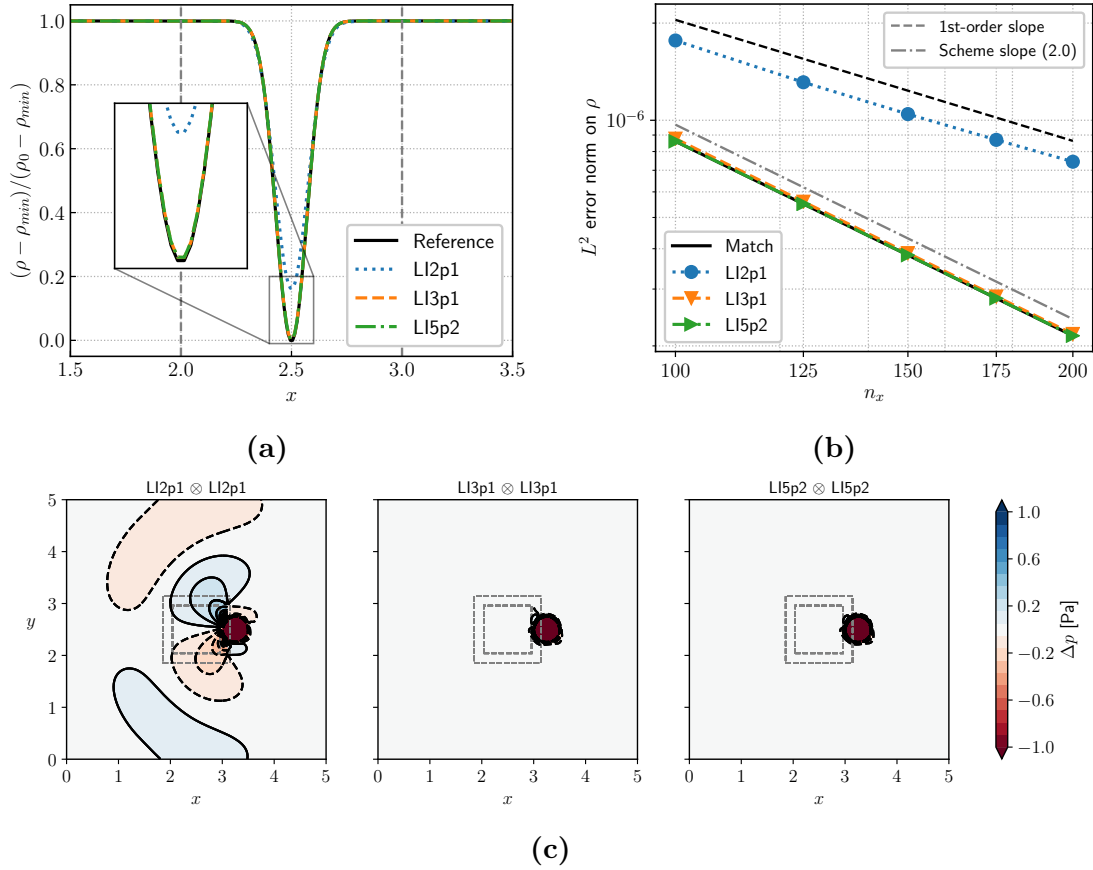 (ρ − ρ_min)/(ρ_0 − ρ_min)
1.0
0.8
0.6
0.4
0.2
0.0
Reference
LI2p1
LI3p1
LI5p2
1.5 2.0 2.5 3.0 3.5
x
(a)
L² error norm on ρ
10⁻⁶
1st-order slope
Scheme slope (2.0)
Match
LI2p1
LI3p1
LI5p2
100 125 150 175 200
n_x
(b)
LI2p1 ⊗ LI2p1
y
5
4
3
2
1
0
0 1 2 3 4 5
x
LI3p1 ⊗ LI3p1
0 1 2 3 4 5
x
LI5p2 ⊗ LI5p2
0 1 2 3 4 5
x
1.0
0.6
0.2
−0.2
−0.6
−1.0
Δp [Pa]
(c)